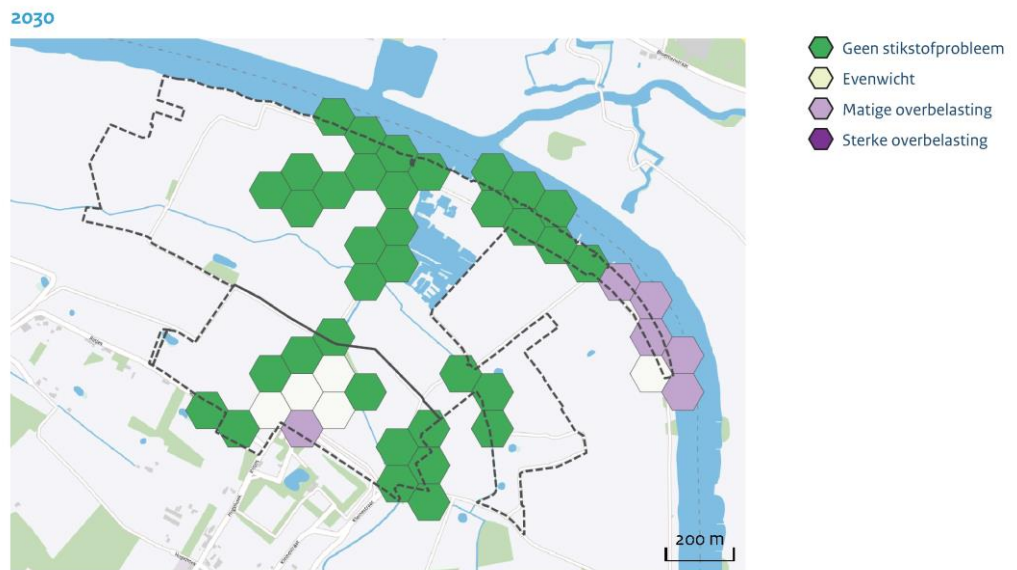 2030
Geen stikstofprobleem
Evenwicht
Matige overbelasting
Sterke overbelasting
200 m